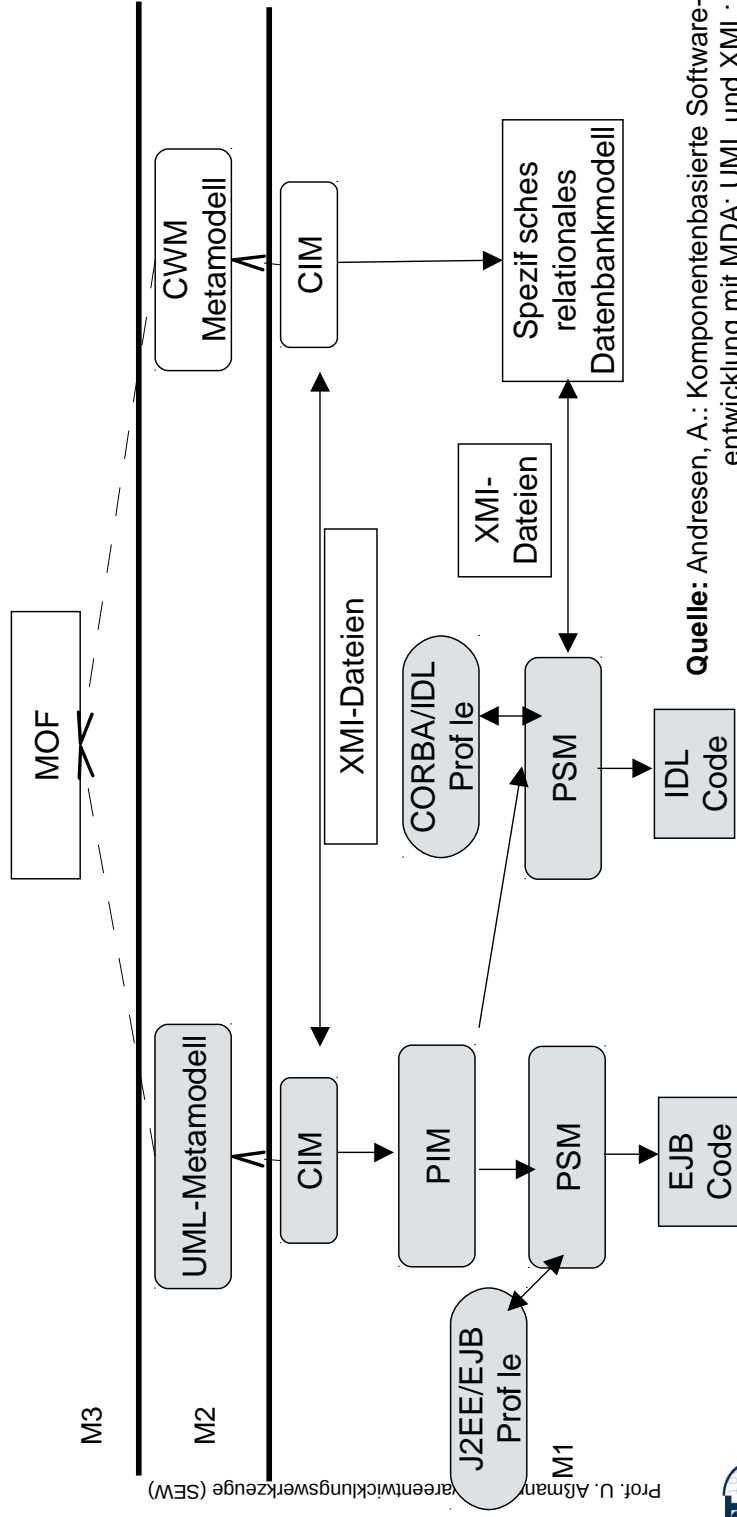 M3
MOF
M2
UML-Metamodell
CWM
Metamodell
CIM
CIM
XMI-Dateien
PIM
CORBA/IDL
Prof le
XMI-
Dateien
J2EE/EJB
Prof le
PSM
PSM
Spezif sches
relationales
Datenbankmodell
M1
EJB
Code
IDL
Code
Quelle: Andresen, A.: Komponentenbasierte Software-
entwicklung mit MDA; UML und XML
Prof. U. Aßmann, areentwicklungswerkzeuge (SEW)